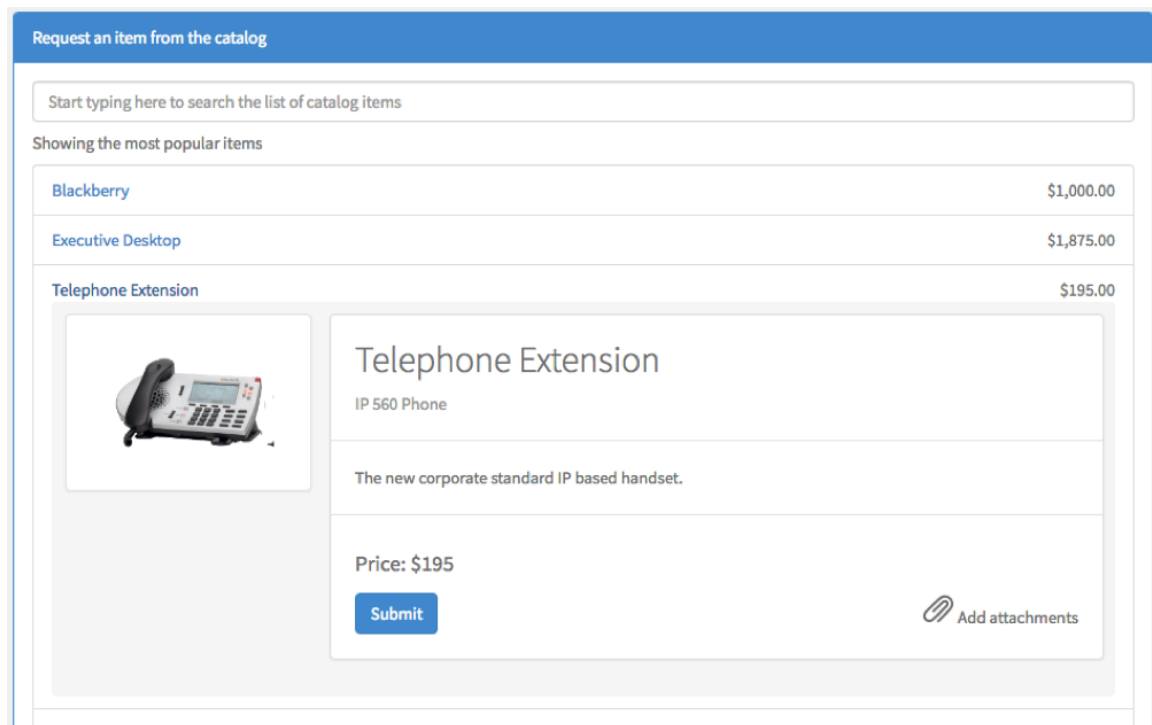 Request an item from the catalog
Start typing here to search the list of catalog items
Showing the most popular items
Blackberry $1,000.00
Executive Desktop $1,875.00
Telephone Extension $195.00
Telephone Extension
IP 560 Phone
The new corporate standard IP based handset.
Price: $195
Submit Add attachments